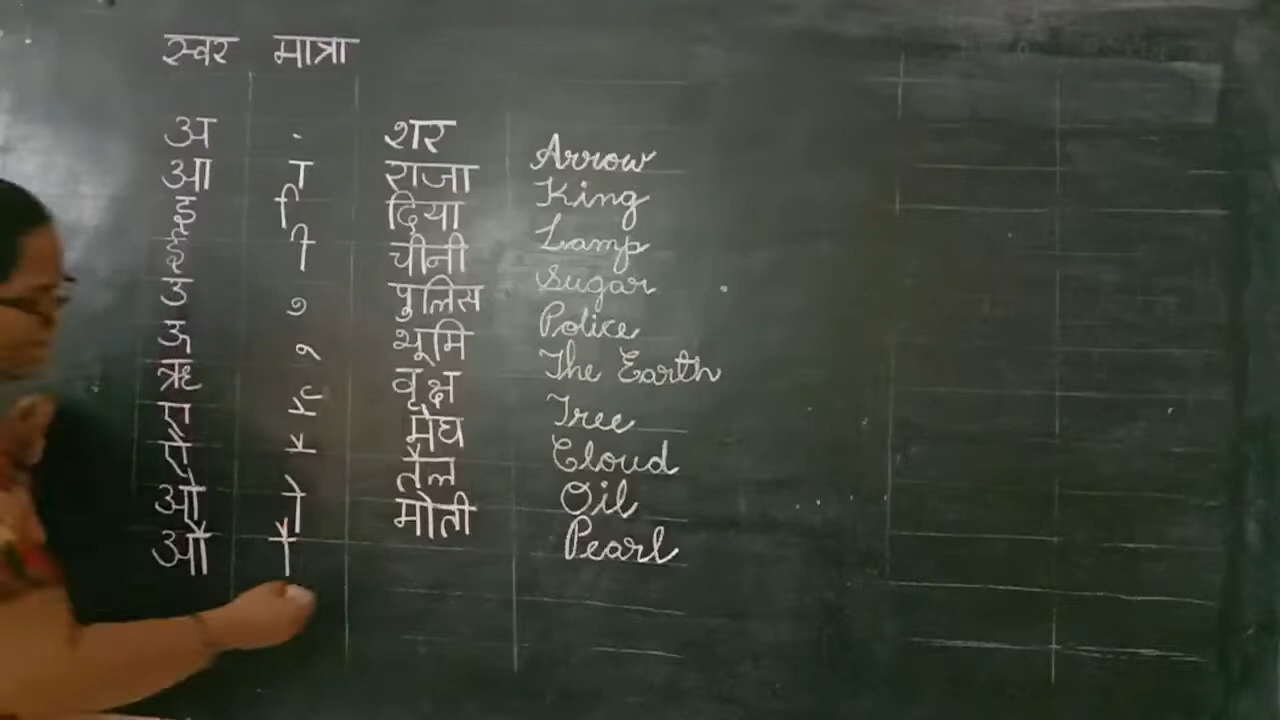 स्वर मात्रा
अ . शर Arrow
आ ा राजा King
इ ि दिया Lamp
ई ी चीनी Sugar
उ ु पुलिस Police
ऊ ू भूमि The Earth
ऋ ृ वृक्ष Tree
ए े मेघ Cloud
ऐ ै तैल Oil
ओ ो मोती Pearl
औ ौ